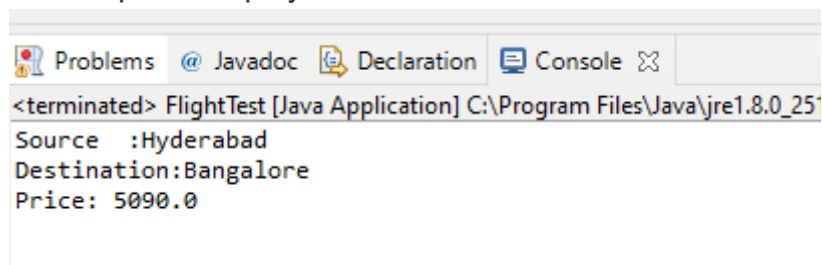 Problems @ Javadoc Declaration Console
<terminated> FlightTest [Java Application] C:\Program Files\Java\jre1.8.0_251
Source  :Hyderabad
Destination:Bangalore
Price: 5090.0